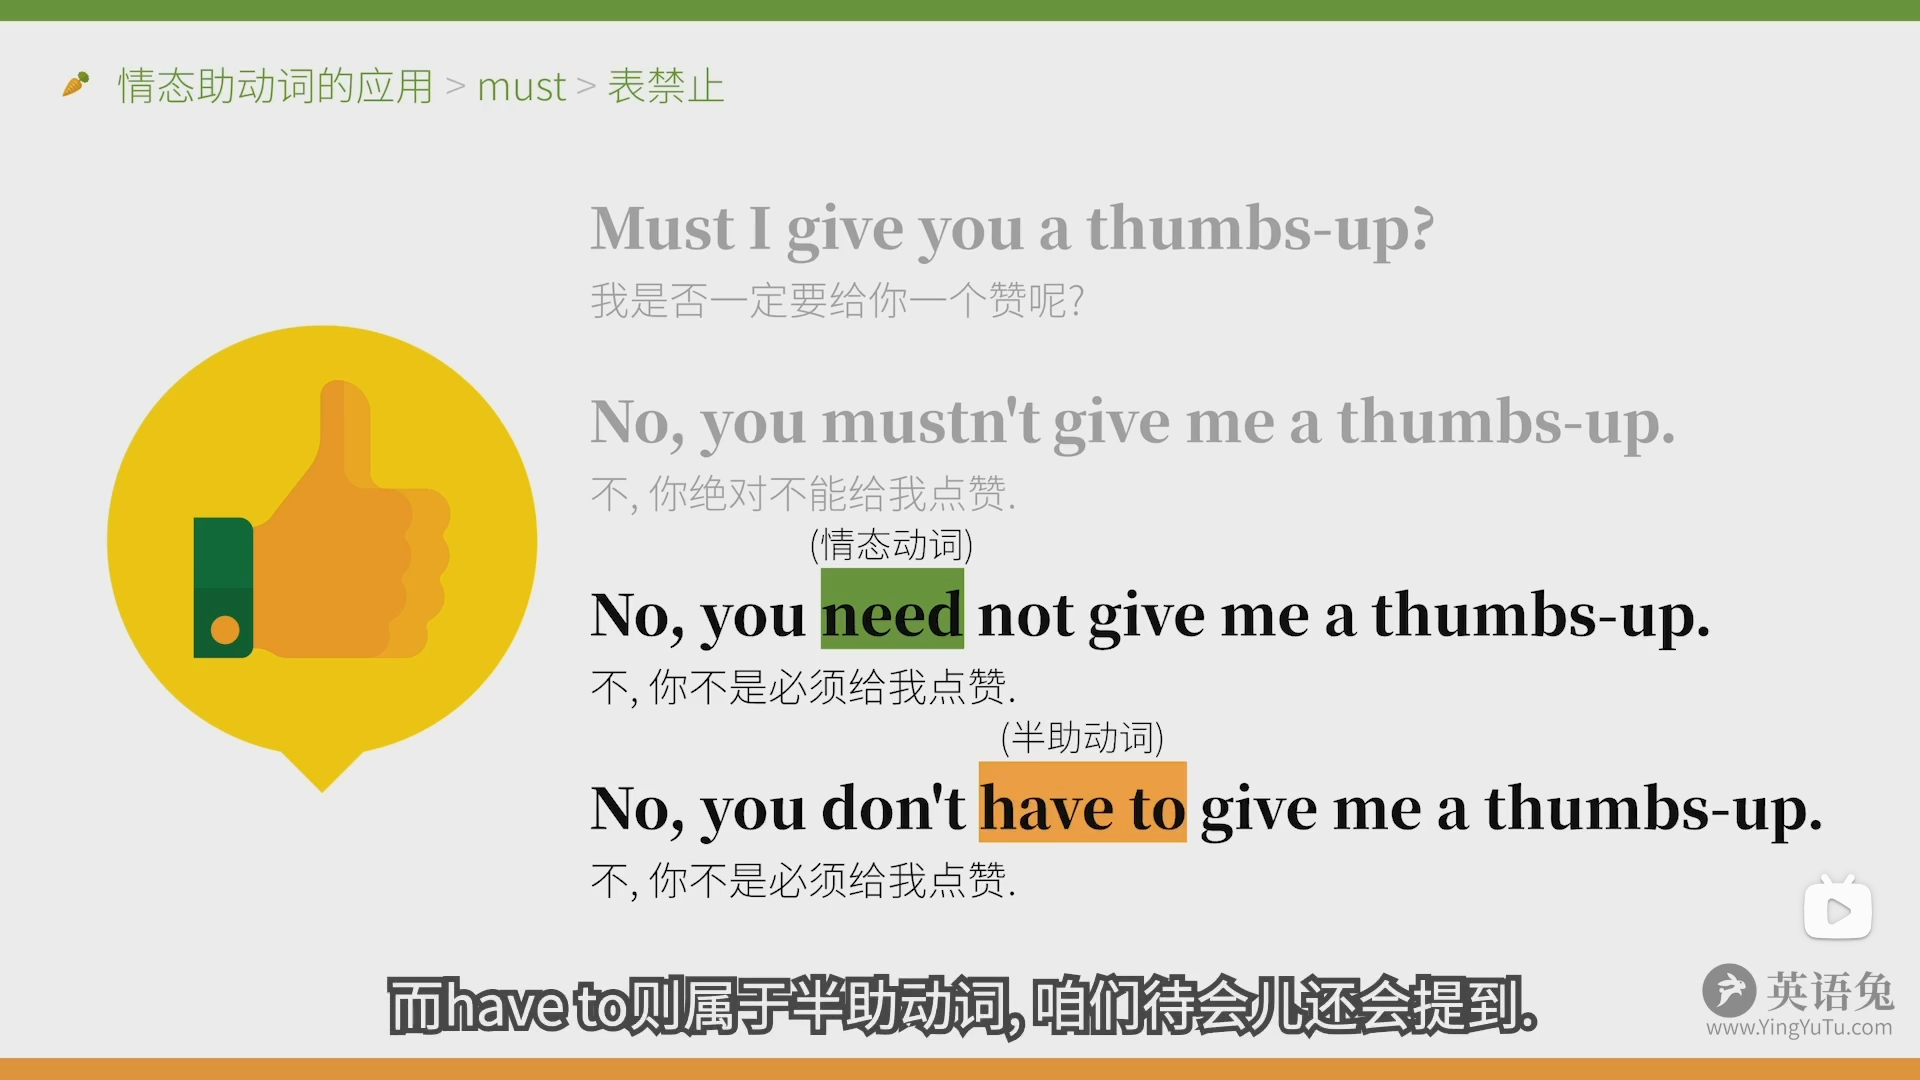 情态助动词的应用 > must > 表禁止
Must I give you a thumbs-up?
我是否一定要给你一个赞呢?
No, you mustn't give me a thumbs-up.
不, 你绝对不能给我点赞.
(情态动词)
No, you need not give me a thumbs-up.
不, 你不是必须给我点赞.
(半助动词)
No, you don't have to give me a thumbs-up.
不, 你不是必须给我点赞.
而have to则属于半助动词, 咱们待会儿还会提到.
英语兔
www.YingYuTu.com